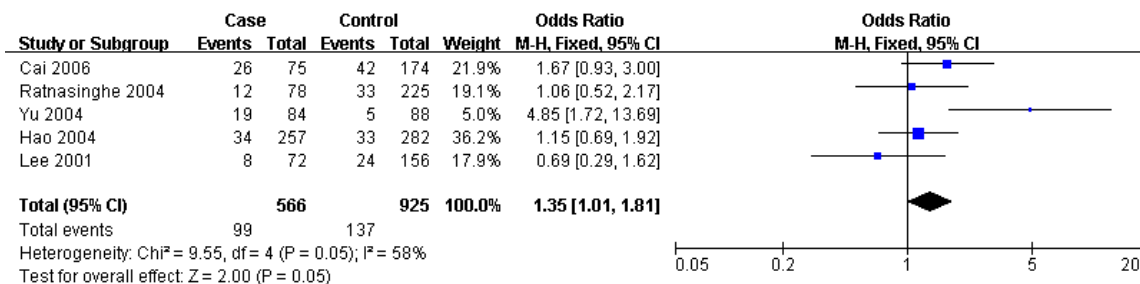 Case Control Odds Ratio Odds Ratio
Study or Subgroup Events Total Events Total Weight M-H, Fixed, 95% CI M-H, Fixed, 95% CI
Cai 2006 26 75 42 174 21.9% 1.67 [0.93, 3.00]
Ratnasinghe 2004 12 78 33 225 19.1% 1.06 [0.52, 2.17]
Yu 2004 19 84 5 88 5.0% 4.85 [1.72, 13.69]
Hao 2004 34 257 33 282 36.2% 1.15 [0.69, 1.92]
Lee 2001 8 72 24 156 17.9% 0.69 [0.29, 1.62]
Total (95% CI) 566 925 100.0% 1.35 [1.01, 1.81]
Total events 99 137
Heterogeneity: Chi² = 9.55, df = 4 (P = 0.05); I² = 58%
Test for overall effect: Z = 2.00 (P = 0.05)
0.05 0.2 1 5 20